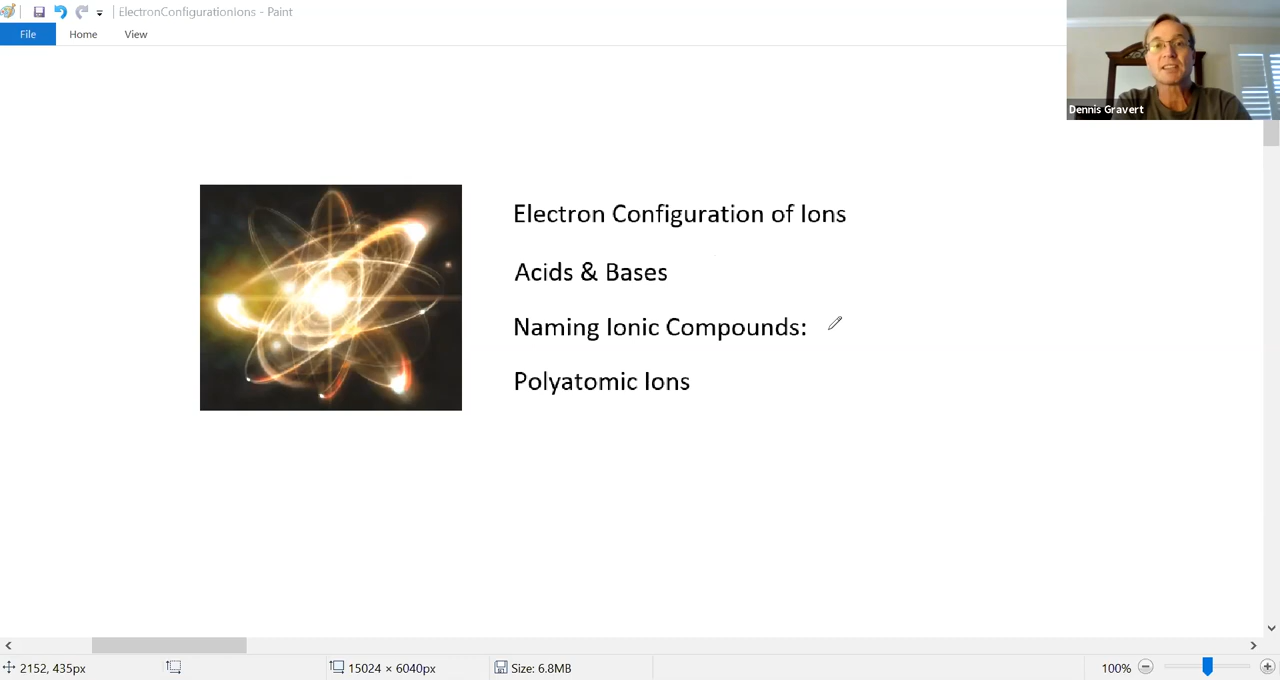 ElectronConfigurationIons - Paint
File Home View
Dennis Gravert
Electron Configuration of Ions
Acids & Bases
Naming Ionic Compounds:
Polyatomic Ions
2152, 435px 15024 × 6040px Size: 6.8MB 100%